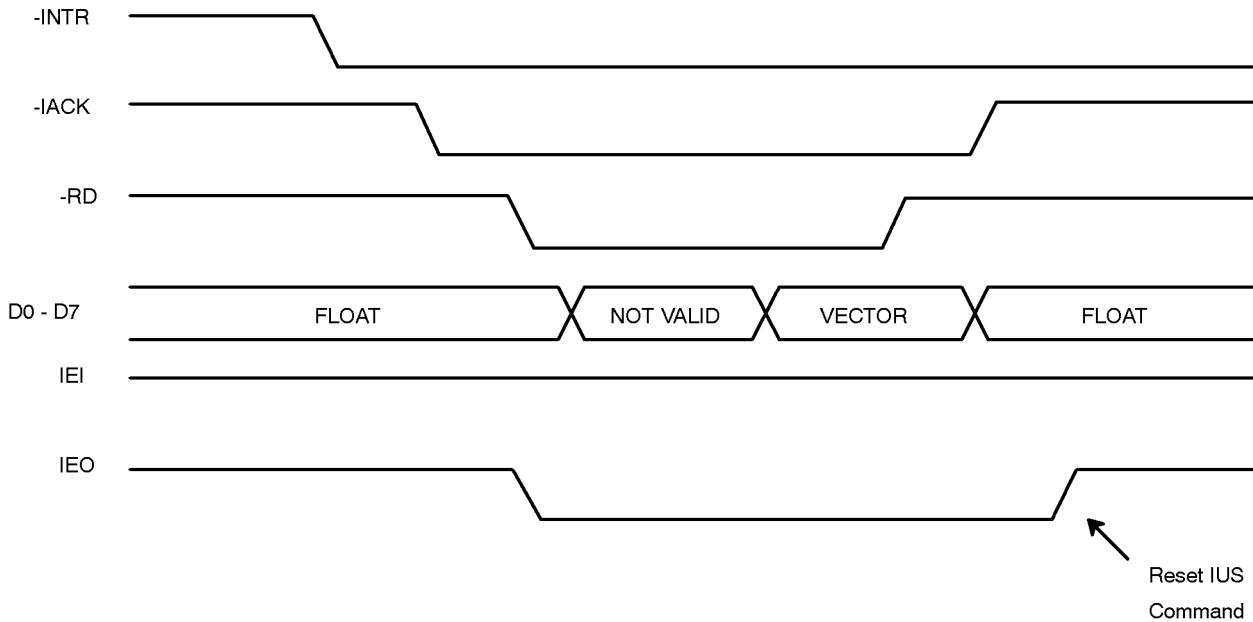 -INTR
-IACK
-RD
D0 - D7
FLOAT
NOT VALID
VECTOR
FLOAT
IEI
IEO
Reset IUS
Command